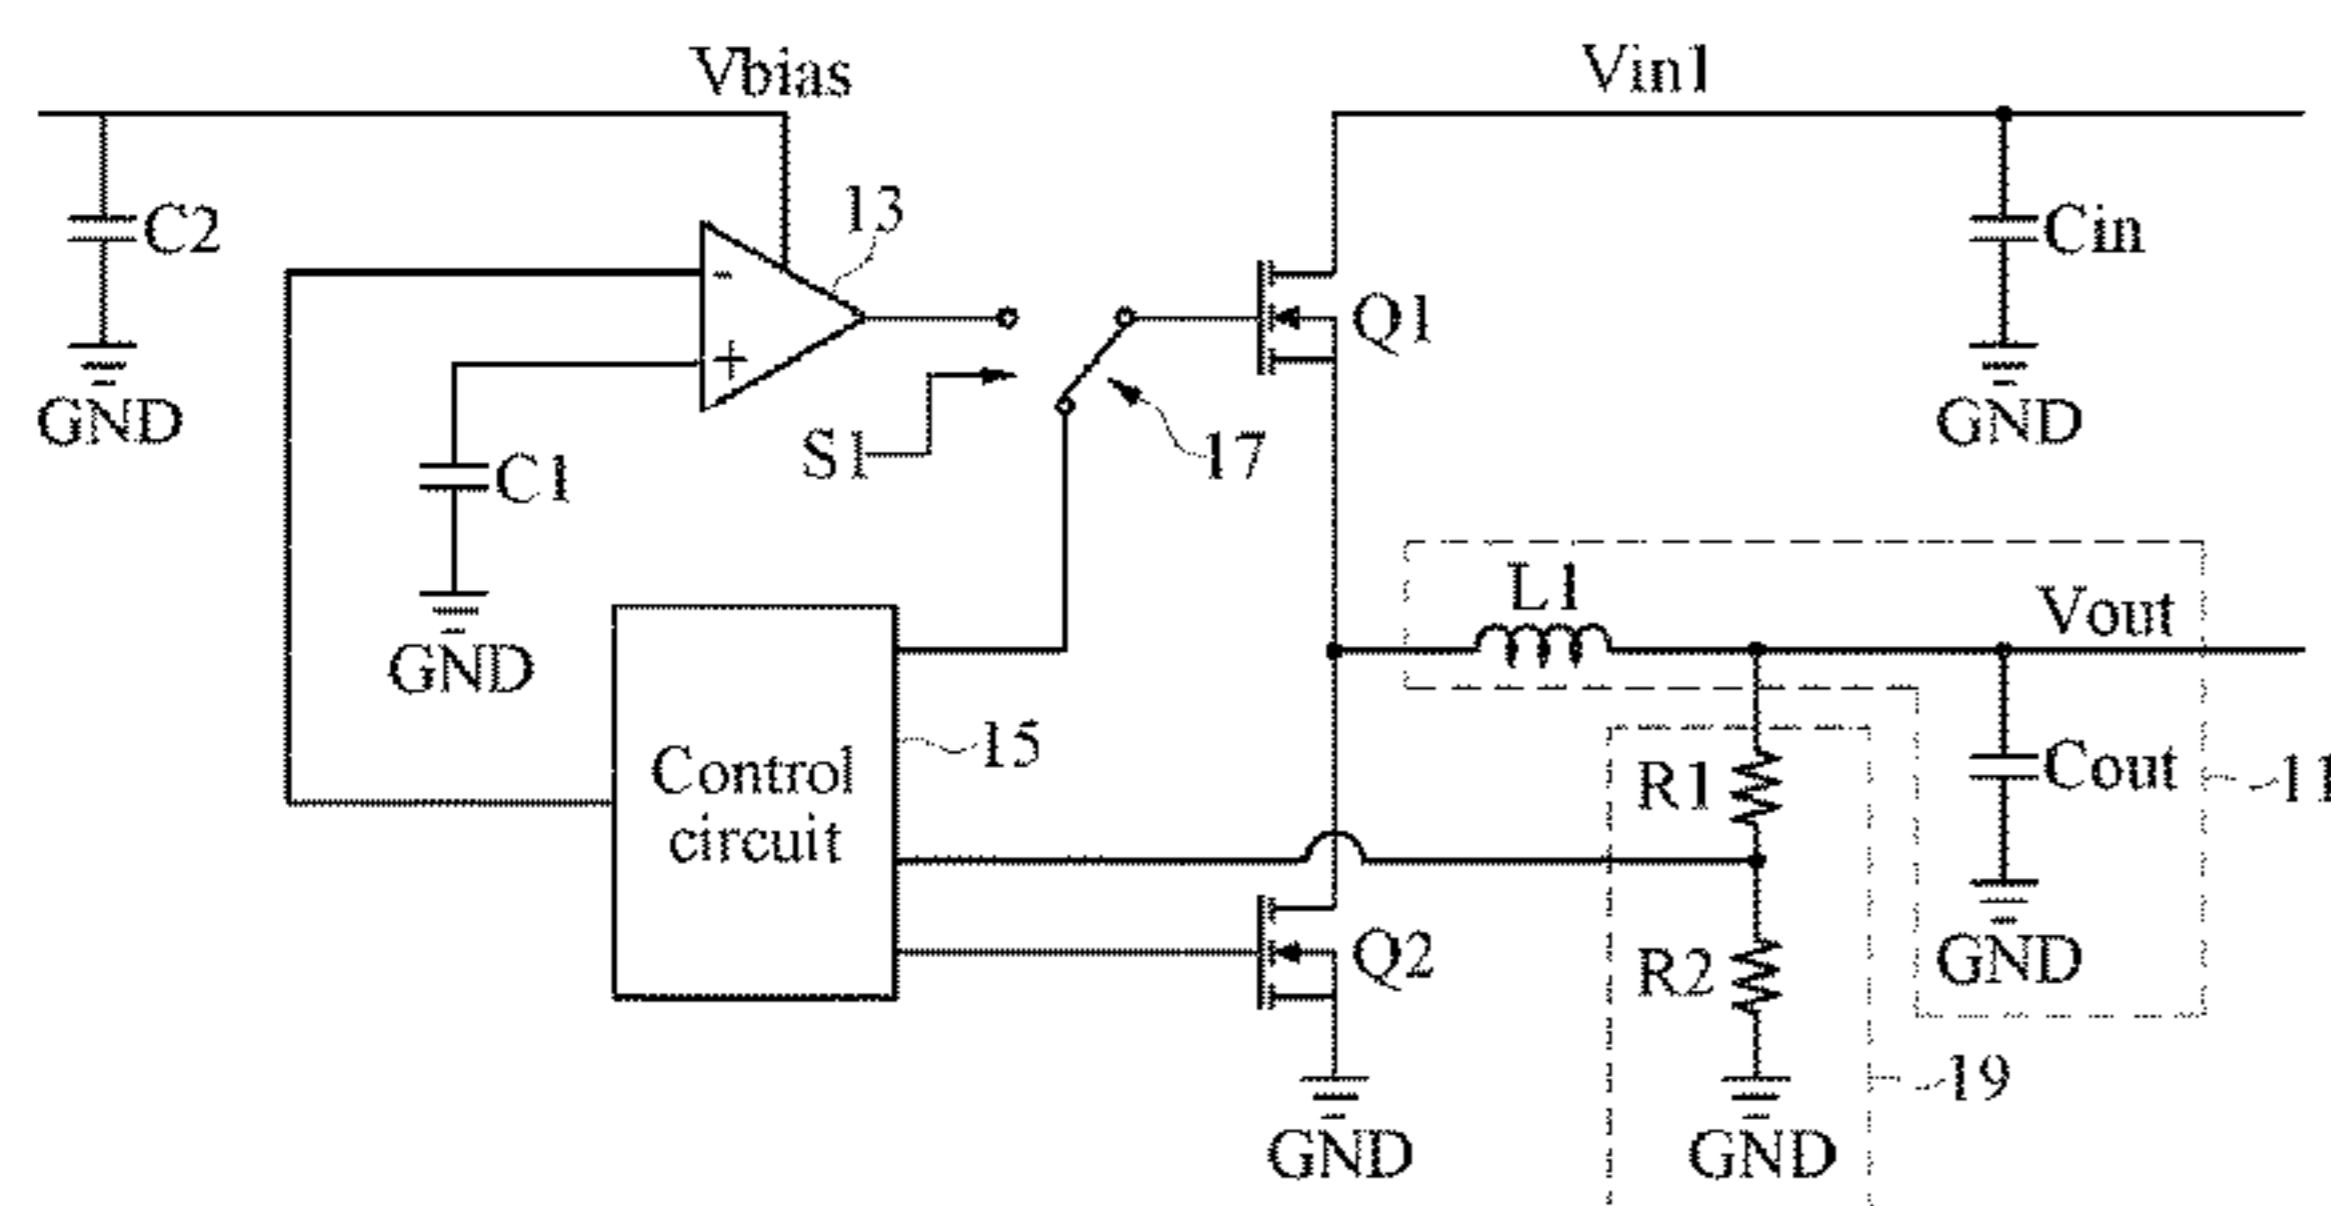 Vbias
Vin1
13
C2
Cin
-
Q1
+
GND
GND
S1
17
C1
L1
Vout
GND
15
Control
circuit
R1
Cout
11
Q2
R2
GND
19
GND
GND